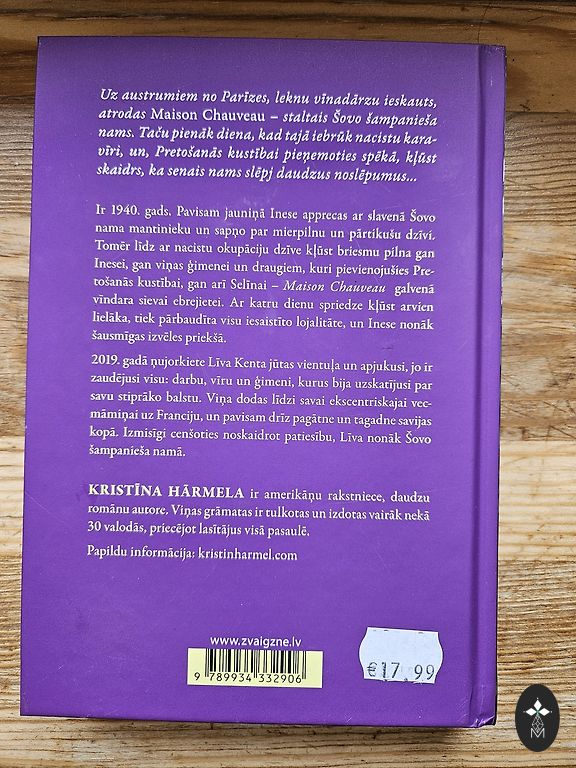 Uz austrumiem no Parīzes, leknu vīnadārzu ieskauts,
atrodas Maison Chauveau – staltais Šovo šampanieša
nams. Taču pienāk diena, kad tajā iebrūk nacistu kara-
vīri, un, Pretošanās kustībai pieņemoties spēkā, kļūst
skaidrs, ka senais nams slēpj daudzus noslēpumus...
Ir 1940. gads. Pavisam jauniņā Inese apprecas ar slavenā Šovo
nama mantinieku un sapņo par mierpilnu un pārtikušu dzīvi.
Tomēr līdz ar nacistu okupāciju dzīve kļūst briesmu pilna gan
Inesei, gan viņas ģimenei un draugiem, kuri pievienojušies Pre-
tošanās kustībai, gan arī Selīnai – Maison Chauveau galvenā
vīndara sievai ebrejietei. Ar katru dienu spriedze kļūst arvien
lielāka, tiek pārbaudīta visu iesaistīto lojalitāte, un Inese nonāk
šausmīgas izvēles priekšā.
2019. gadā ņujorkiete Līva Kenta jūtas vientuļa un apjukusi, jo ir
zaudējusi visu: darbu, vīru un ģimeni, kurus bija uzskatījusi par
savu stiprāko balstu. Viņa dodas līdzi savai ekscentriskajai vec-
māmiņai uz Franciju, un pavisam drīz pagātne un tagadne savijas
kopā. Izmisīgi cenšoties noskaidrot patiesību, Līva nonāk Šovo
šampanieša namā.
KRISTĪNA HĀRMELA ir amerikāņu rakstniece, daudzu
romānu autore. Viņas grāmatas ir tulkotas un izdotas vairāk nekā
30 valodās, priecējot lasītājus visā pasaulē.
Papildu informācija: kristinharmel.com
www.zvaigzne.lv
9 789934 332906
€17.99
M